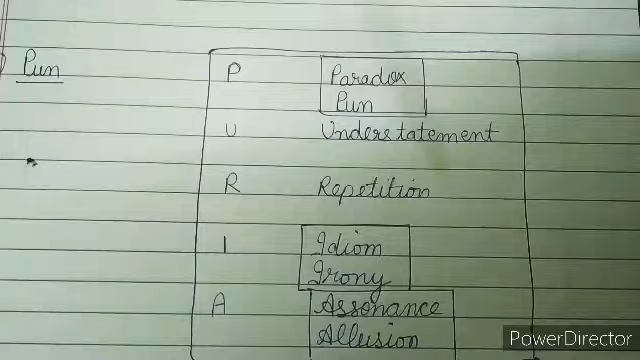 Pun
P Paradox
Pun
U Understatement
R Repetition
I Idiom
Irony
A Assonance
Allusion
PowerDirector